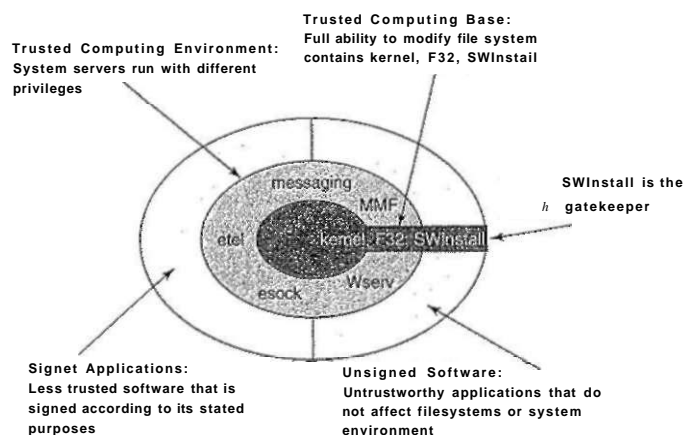 Trusted Computing Base:
Full ability to modify file system
contains kernel, F32, SWInstail
Trusted Computing Environment:
System servers run with different
privileges
messaging
MMF
SWInstall is the
h gatekeeper
etel
kernel, F32, SWinstall
esock
Wserv
Signet Applications:
Less trusted software that is
signed according to its stated
purposes
Unsigned Software:
Untrustworthy applications that do
not affect filesystems or system
environment